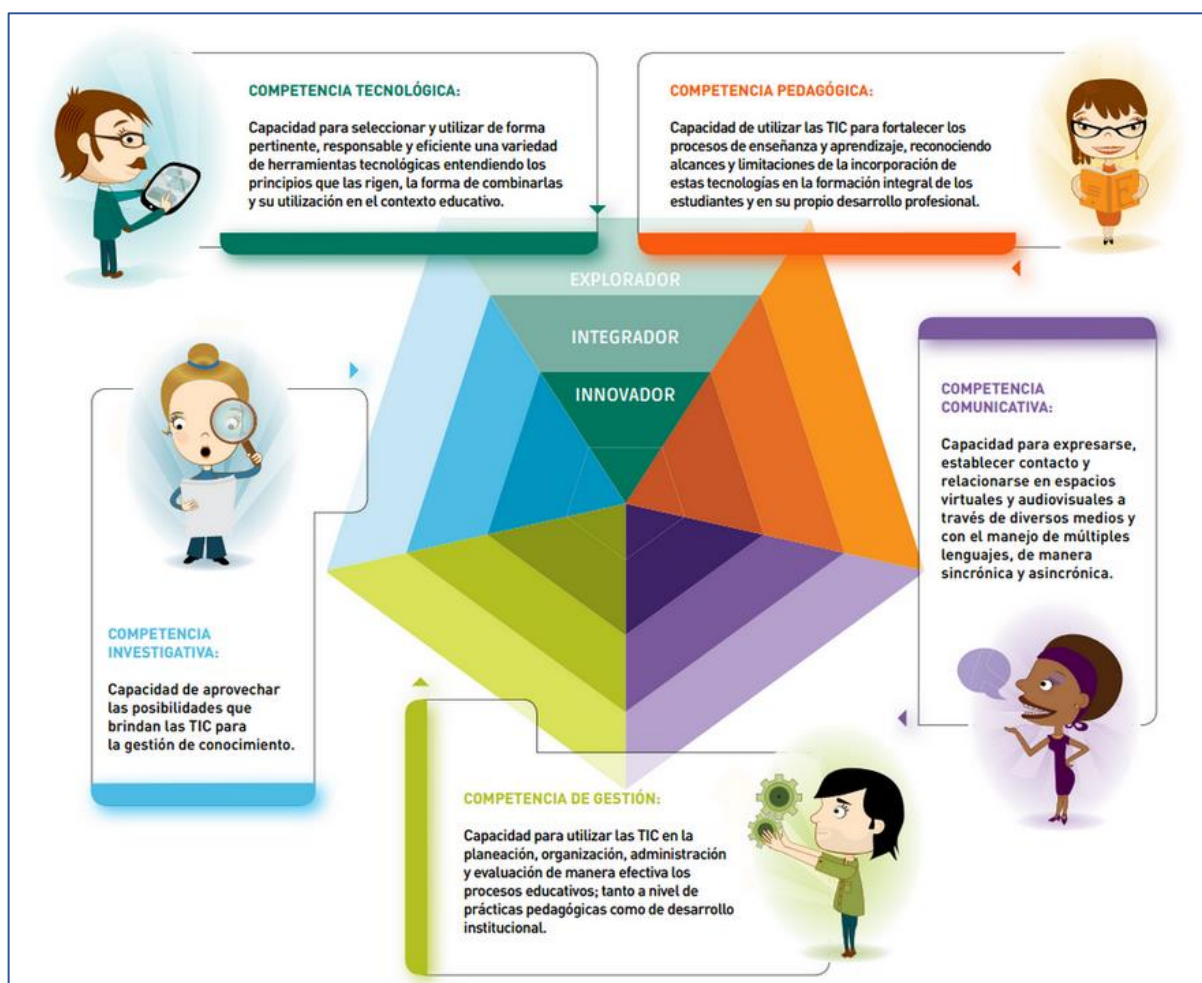 COMPETENCIA TECNOLÓGICA:
Capacidad para seleccionar y utilizar de forma
pertinente, responsable y eficiente una variedad
de herramientas tecnológicas entendiendo los
principios que las rigen, la forma de combinarlas
y su utilización en el contexto educativo.
COMPETENCIA PEDAGÓGICA:
Capacidad de utilizar las TIC para fortalecer los
procesos de enseñanza y aprendizaje, reconociendo
alcances y limitaciones de la incorporación de
estas tecnologías en la formación integral de los
estudiantes y en su propio desarrollo profesional.
EXPLORADOR
INTEGRADOR
INNOVADOR
COMPETENCIA
COMUNICATIVA:
Capacidad para expresarse,
establecer contacto y
relacionarse en espacios
virtuales y audiovisuales a
través de diversos medios y
con el manejo de múltiples
lenguajes, de manera
sincrónica y asincrónica.
COMPETENCIA
INVESTIGATIVA:
Capacidad de aprovechar
las posibilidades que
brindan las TIC para
la gestión de conocimiento.
COMPETENCIA DE GESTIÓN:
Capacidad para utilizar las TIC en la
planeación, organización, administración
y evaluación de manera efectiva los
procesos educativos; tanto a nivel de
prácticas pedagógicas como de desarrollo
institucional.